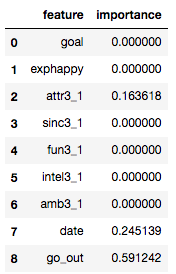 feature importance
0 goal 0.000000
1 exphappy 0.000000
2 attr3_1 0.163618
3 sinc3_1 0.000000
4 fun3_1 0.000000
5 intel3_1 0.000000
6 amb3_1 0.000000
7 date 0.245139
8 go_out 0.591242